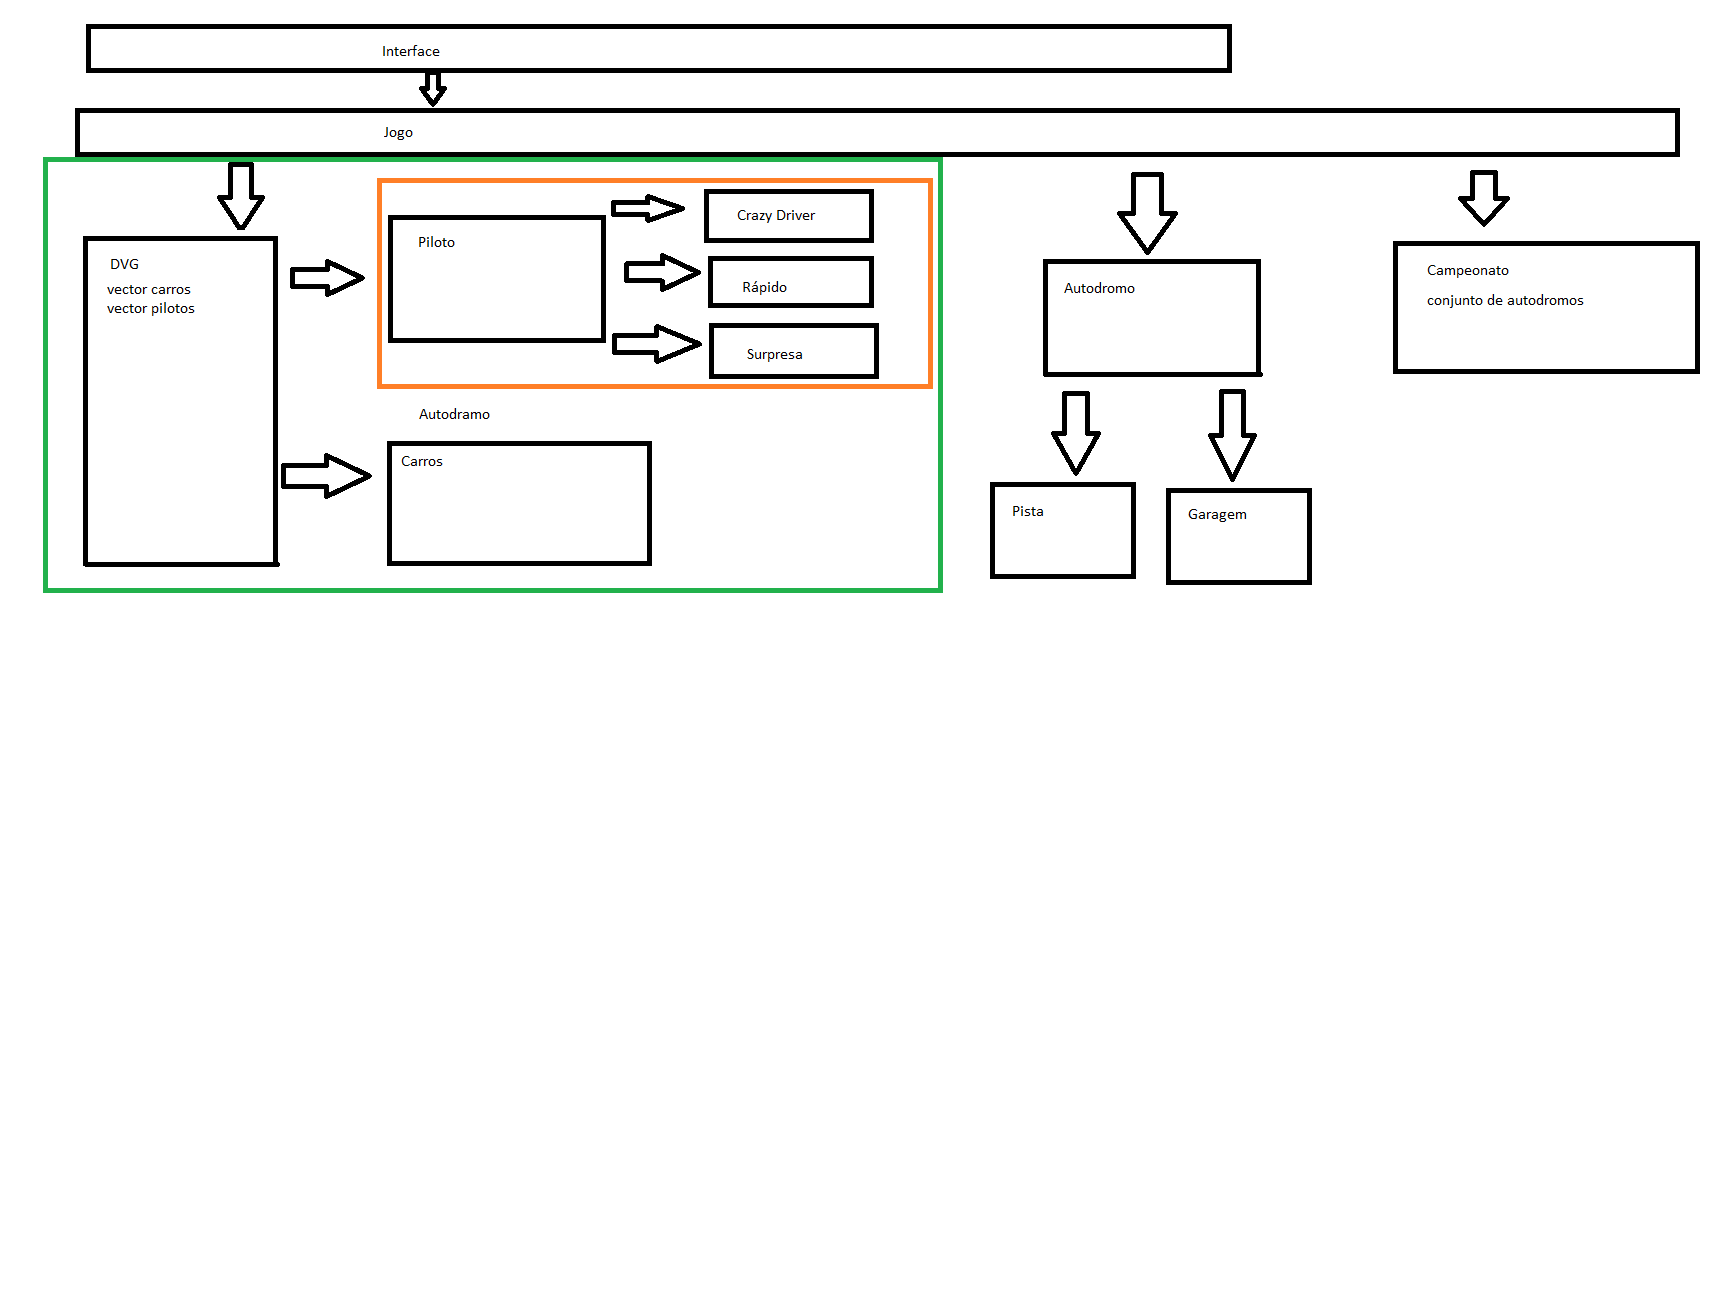 Interface
Jogo
DVG
vector carros
vector pilotos
Piloto
Crazy Driver
Rápido
Surpresa
Autodramo
Carros
Autodromo
Pista
Garagem
Campeonato
conjunto de autodromos